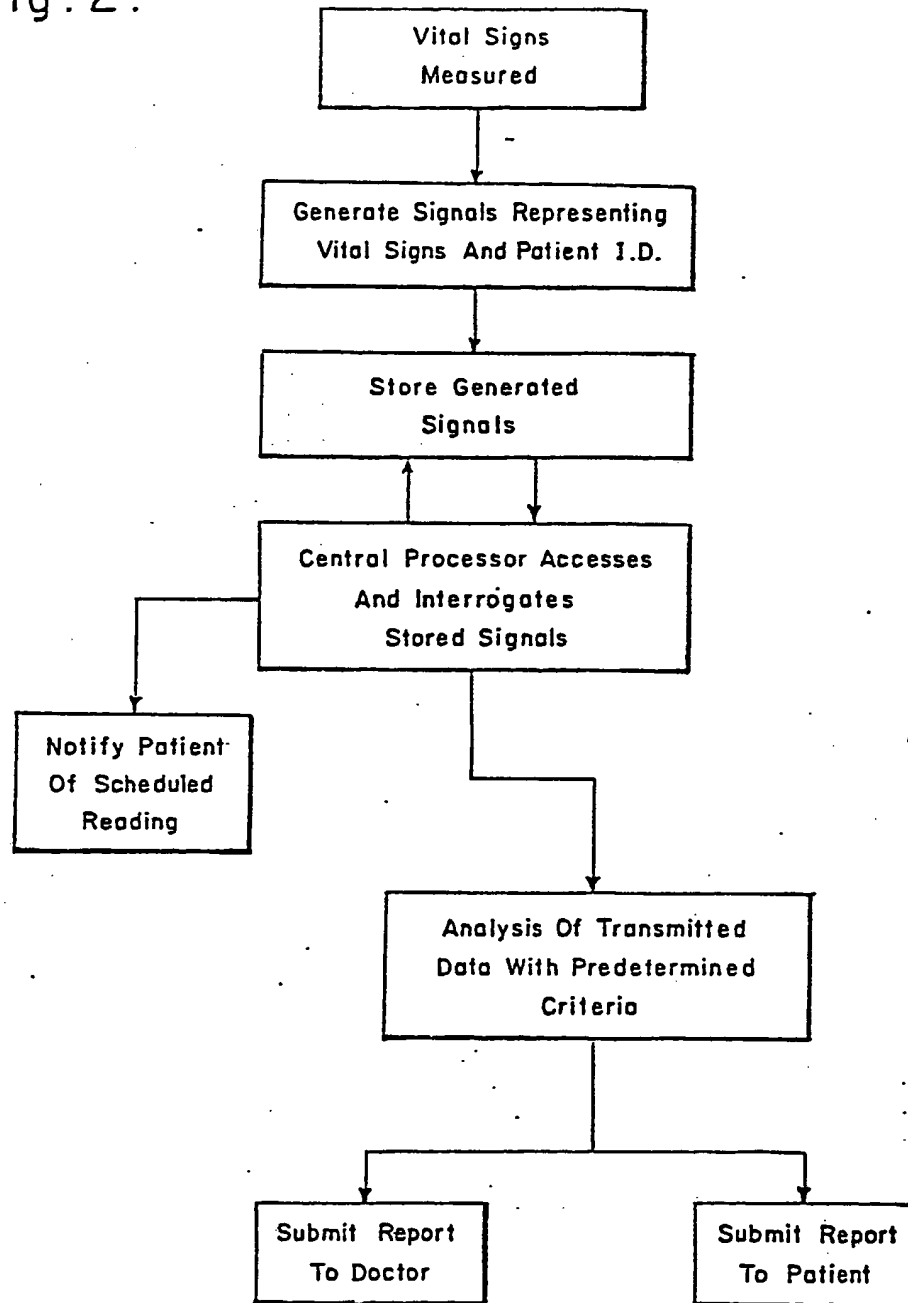 ig. 2.
Vital Signs
Measured
Generate Signals Representing
Vital Signs And Patient I.D.
Store Generated
Signals
Central Processor Accesses
And Interrogates
Stored Signals
Notify Patient
Of Scheduled
Reading
Analysis Of Transmitted
Data With Predetermined
Criteria
Submit Report
To Doctor
Submit Report
To Patient